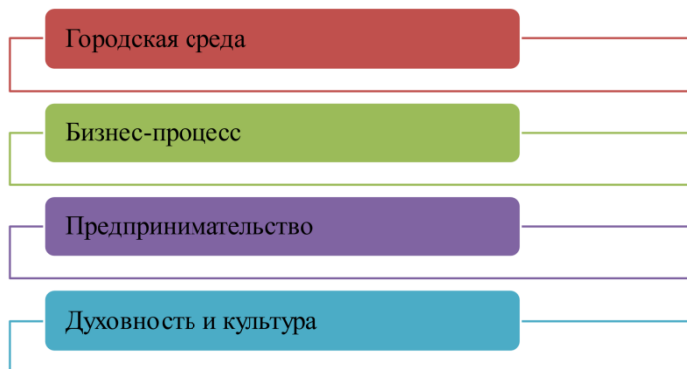 Городская среда
Бизнес-процесс
Предпринимательство
Духовность и культура